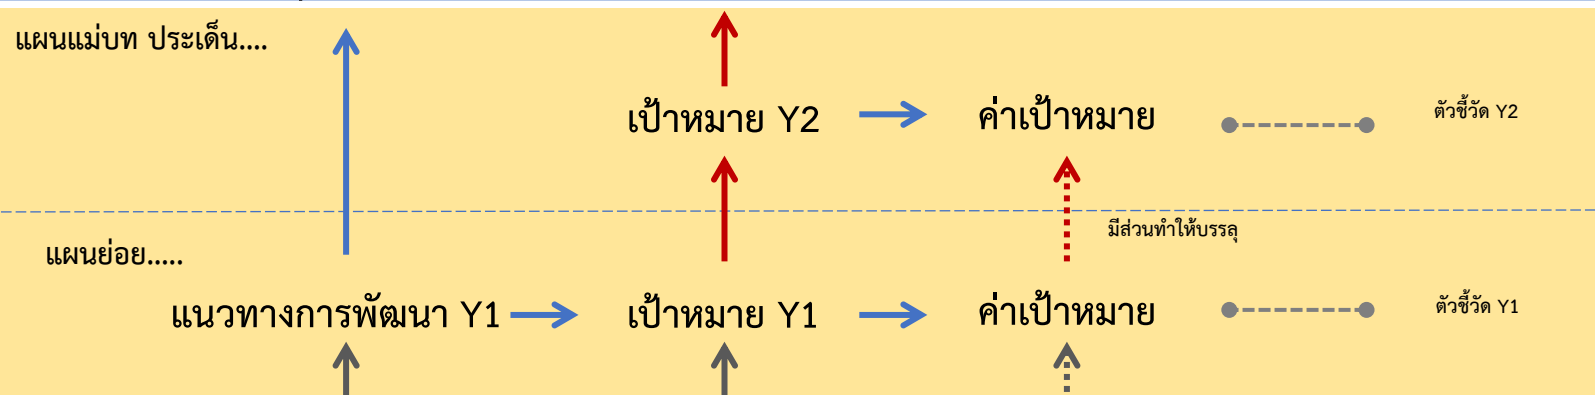 แผนแม่บท ประเด็น....
เป้าหมาย Y2
ค่าเป้าหมาย
ตัวชี้วัด Y2
มีส่วนทำให้บรรลุ
แผนย่อย.....
แนวทางการพัฒนา Y1
เป้าหมาย Y1
ค่าเป้าหมาย
ตัวชี้วัด Y1